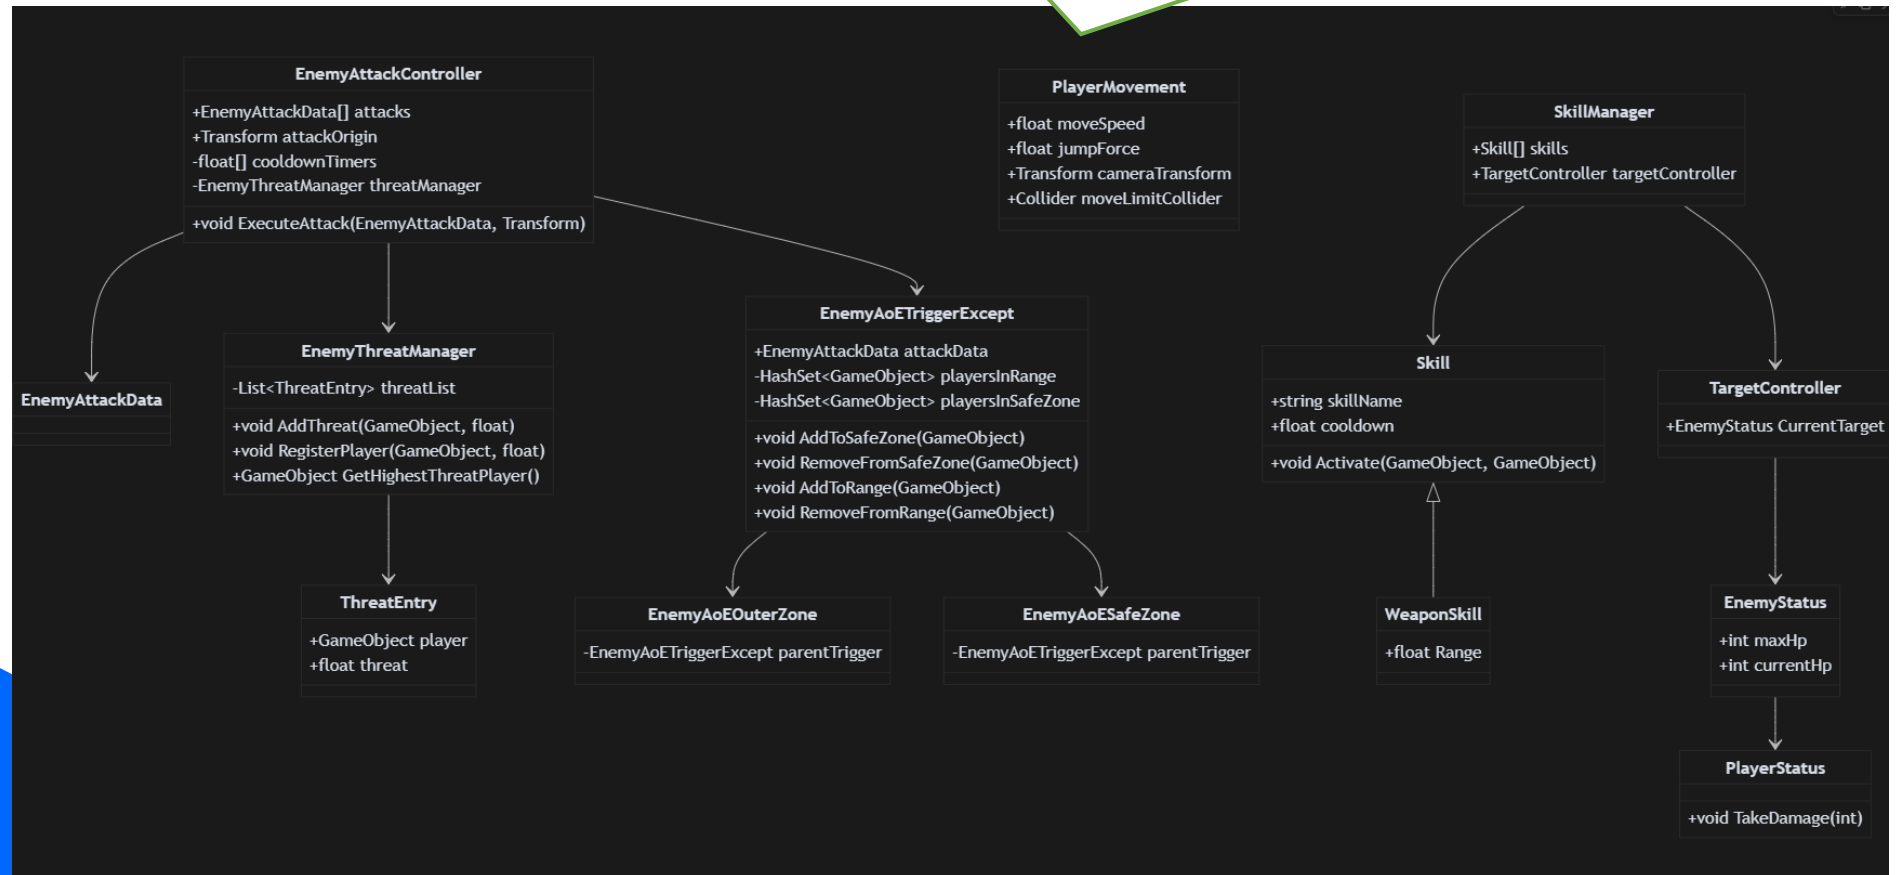 EnemyAttackController
+EnemyAttackData[] attacks
+Transform attackOrigin
-float[] cooldownTimers
-EnemyThreatManager threatManager
+void ExecuteAttack(EnemyAttackData, Transform)
PlayerMovement
+float moveSpeed
+float jumpForce
+Transform cameraTransform
+Collider moveLimitCollider
SkillManager
+Skill[] skills
+TargetController targetController
EnemyAttackData
EnemyThreatManager
-List<ThreatEntry> threatList
+void AddThreat(GameObject, float)
+void RegisterPlayer(GameObject, float)
+GameObject GetHighestThreatPlayer()
EnemyAoETriggerExcept
+EnemyAttackData attackData
-HashSet<GameObject> playersInRange
-HashSet<GameObject> playersInSafeZone
+void AddToSafeZone(GameObject)
+void RemoveFromSafeZone(GameObject)
+void AddToRange(GameObject)
+void RemoveFromRange(GameObject)
Skill
+string skillName
+float cooldown
+void Activate(GameObject, GameObject)
TargetController
+EnemyStatus CurrentTarget
ThreatEntry
+GameObject player
+float threat
EnemyAoEOuterZone
-EnemyAoETriggerExcept parentTrigger
EnemyAoESafeZone
-EnemyAoETriggerExcept parentTrigger
WeaponSkill
+float Range
EnemyStatus
+int maxHp
+int currentHp
PlayerStatus
+void TakeDamage(int)